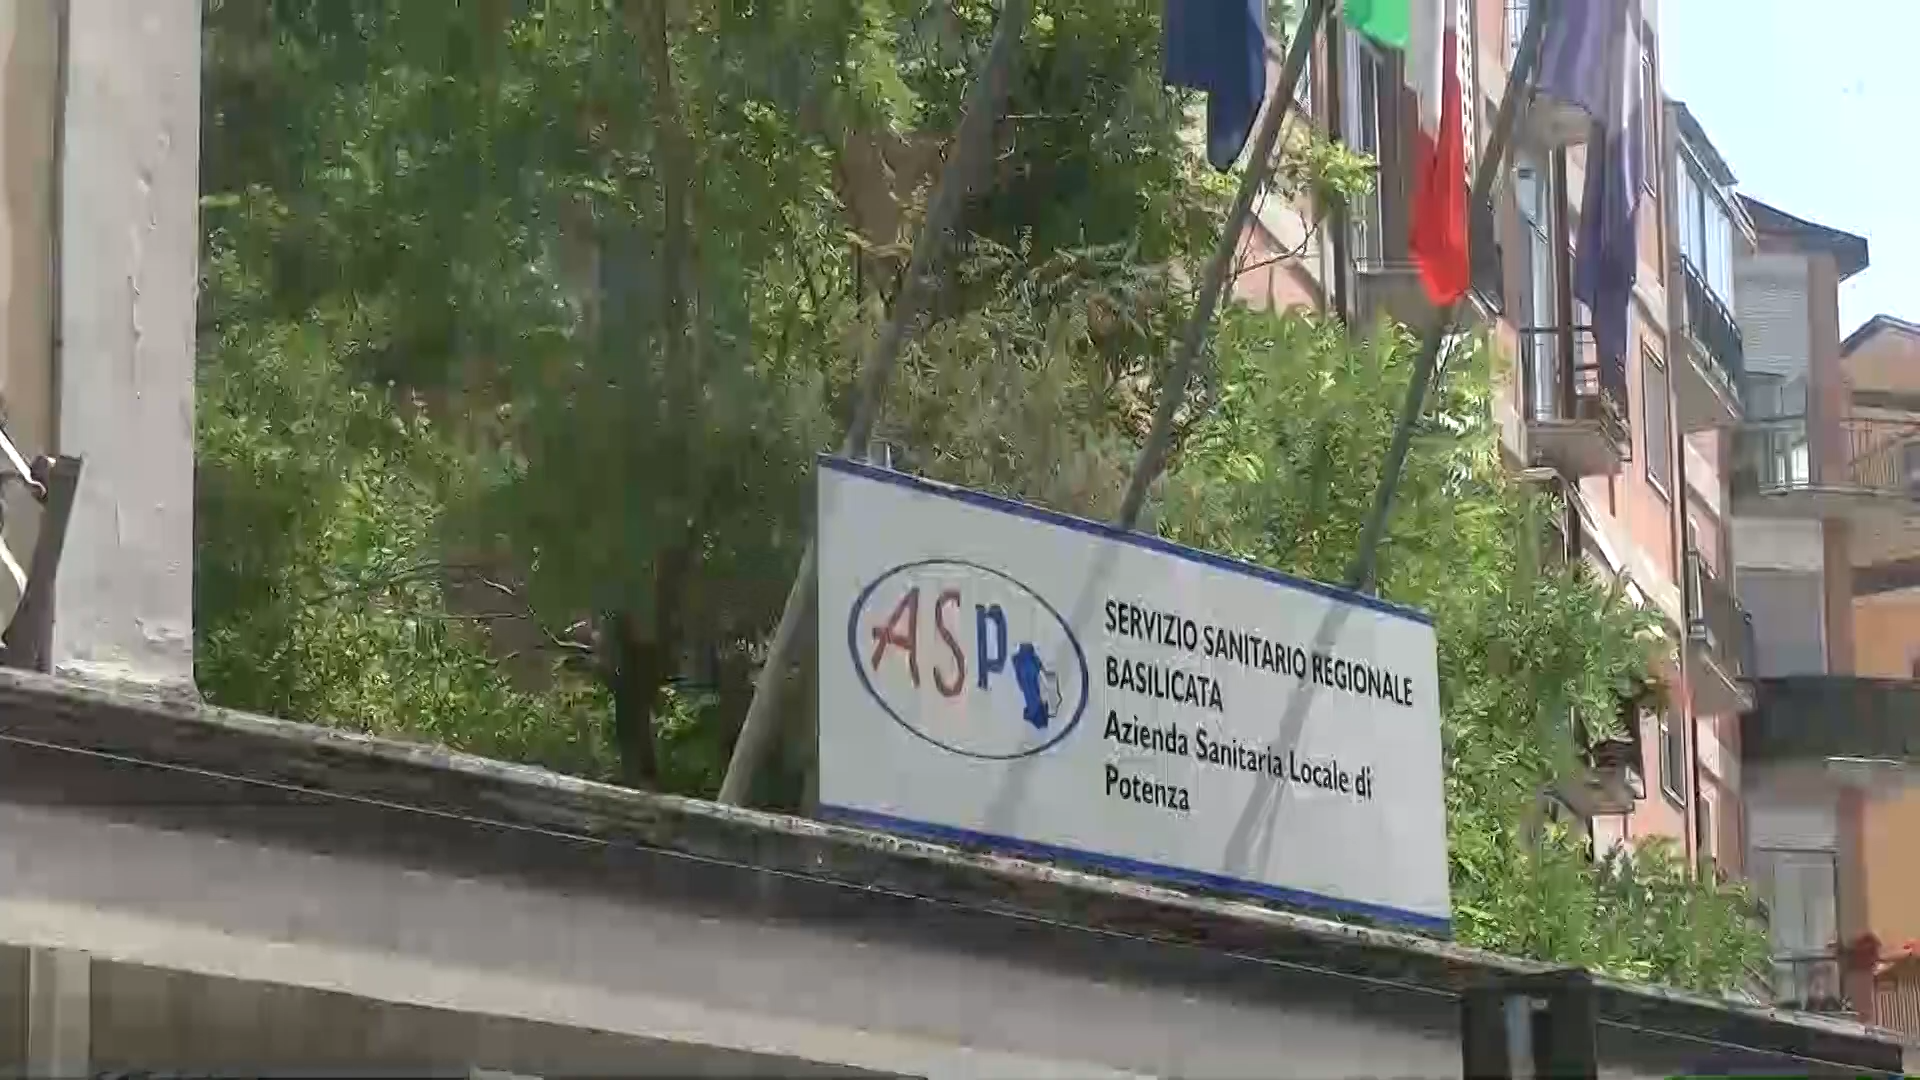 ASP
SERVIZIO SANITARIO REGIONALE
BASILICATA
Azienda Sanitaria Locale di
Potenza